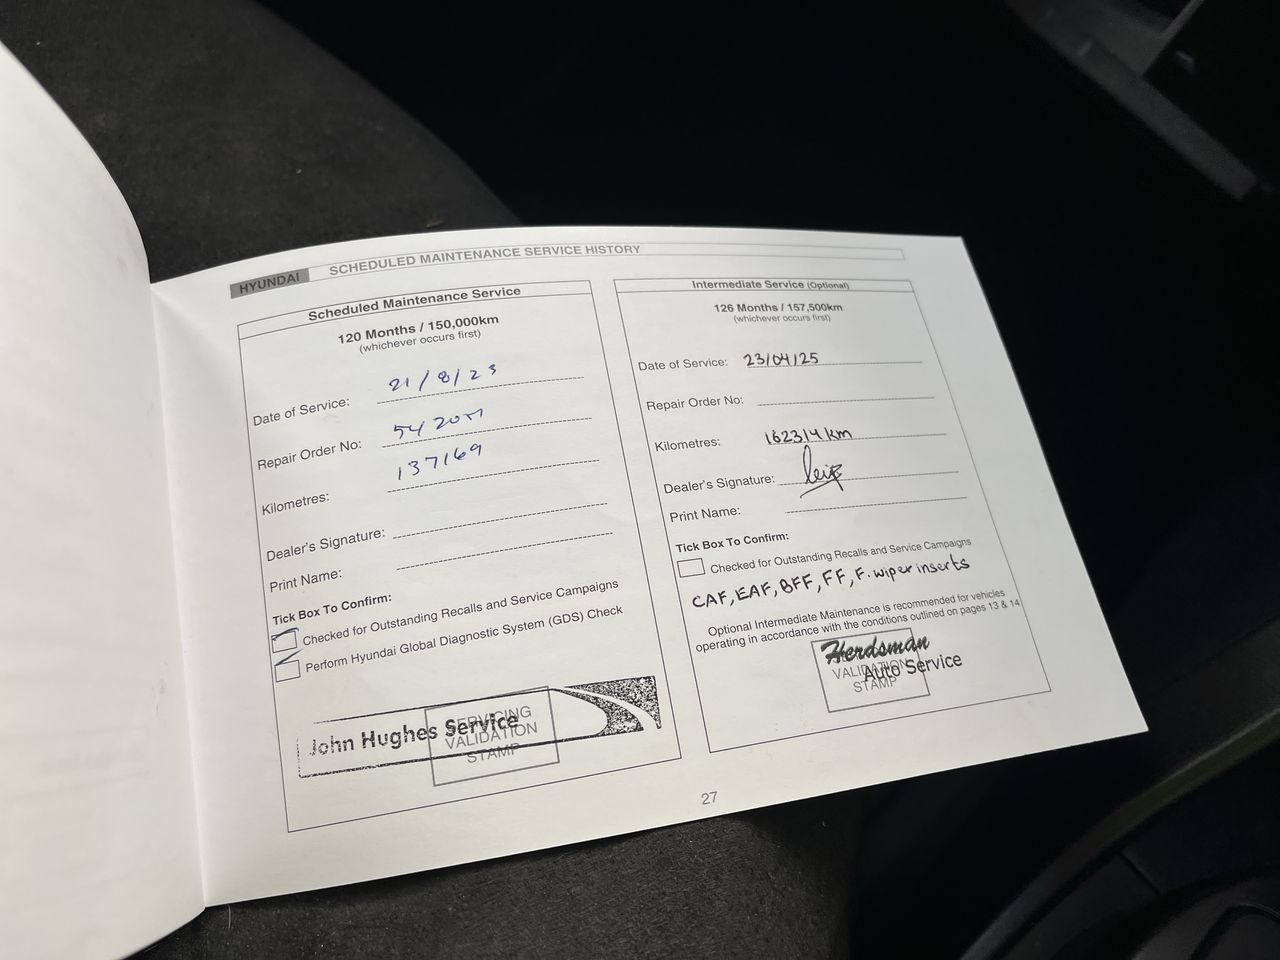 HYUNDAI SCHEDULED MAINTENANCE SERVICE HISTORY
Scheduled Maintenance Service
120 Months / 150,000km
(whichever occurs first)
Date of Service: 21/8/23
Repair Order No:
Kilometres: 137169
Dealer's Signature:
Print Name:
Tick Box To Confirm:
Checked for Outstanding Recalls and Service Campaigns
Perform Hyundai Global Diagnostic System (GDS) Check
SERVICING
VALIDATION
STAMP
John Hughes Service
Intermediate Service (Optional)
126 Months / 157,500km
(whichever occurs first)
Date of Service: 23/04/25
Repair Order No:
Kilometres: 162314 km
Dealer's Signature:
Print Name:
Tick Box To Confirm:
Checked for Outstanding Recalls and Service Campaigns
CAF, EAF, BFF, FF, F. wiper inserts
Optional Intermediate Maintenance is recommended for vehicles
operating in accordance with the conditions outlined on pages 13 & 14
Herdsman
Auto Service
VALIDATION
STAMP
27